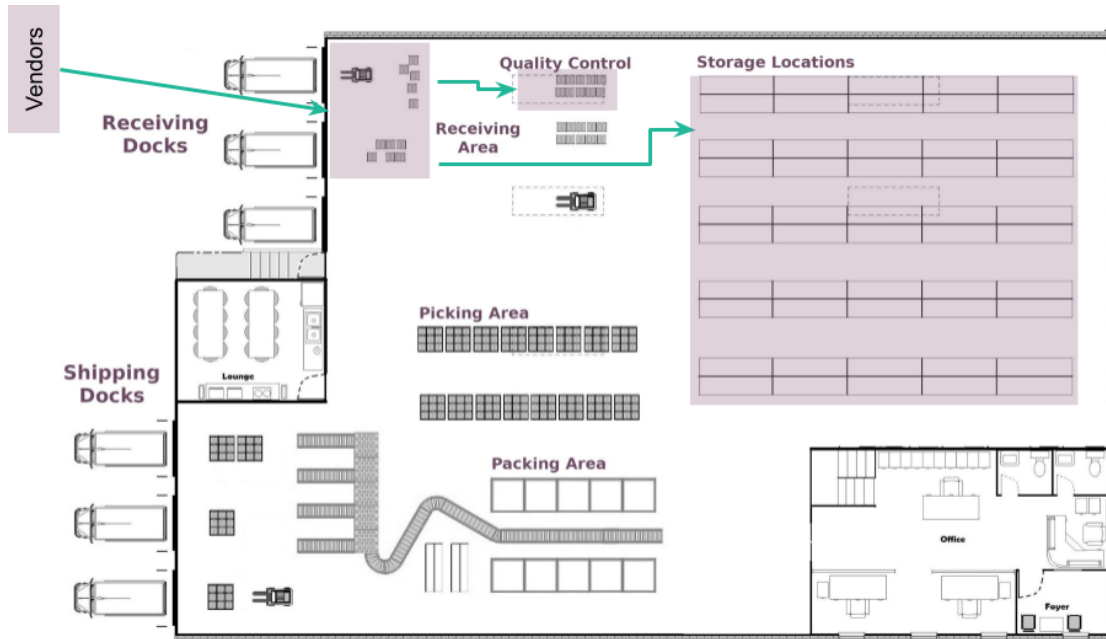 Vendors
Quality Control
Storage Locations
Receiving
Docks
Receiving
Area
Picking Area
Shipping
Docks
Lounge
Packing Area
Office
Foyer